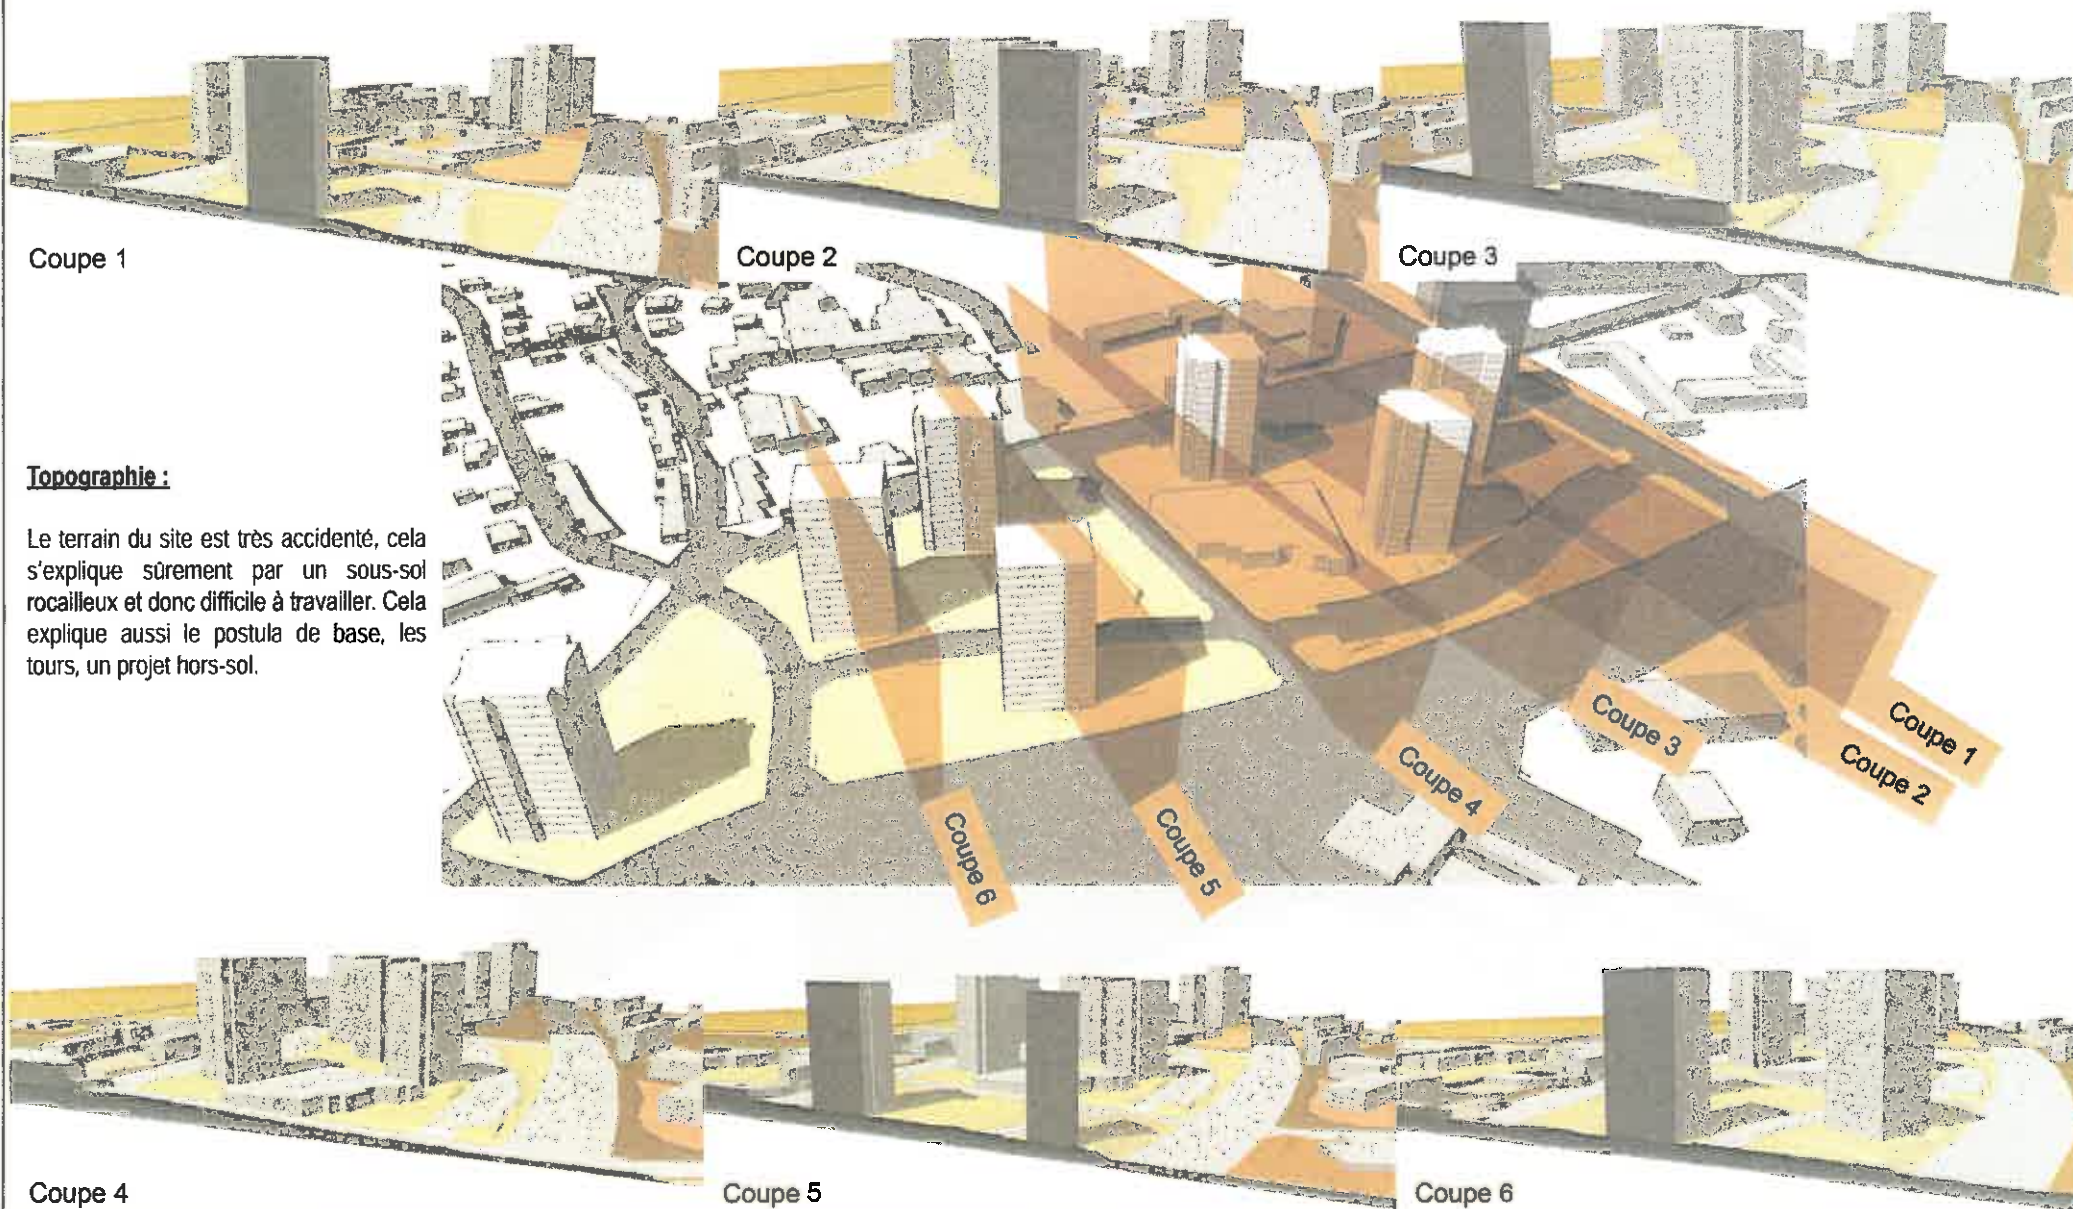 Coupe 1
Coupe 2
Coupe 3
Topographie :
Le terrain du site est très accidenté, cela
s'explique sûrement par un sous-sol
rocailleux et donc difficile à travailler. Cela
explique aussi le postula de base, les
tours, un projet hors-sol.
Coupe 1
Coupe 2
Coupe 3
Coupe 4
Coupe 5
Coupe 6
Coupe 4
Coupe 5
Coupe 6